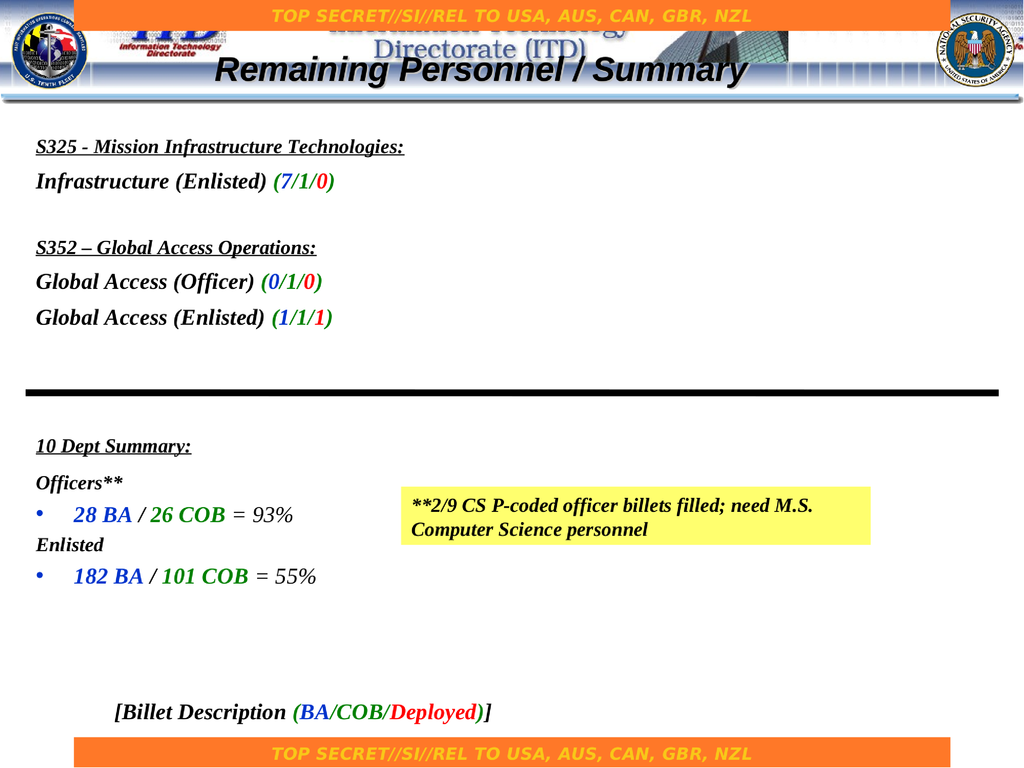 TOP SECRET//SI//REL TO USA, AUS, CAN, GBR, NZL
Information Technology
Directorate
Directorate (ITD)
Remaining Personnel / Summary
U.S. TENTH FLEET
S325 - Mission Infrastructure Technologies:
Infrastructure (Enlisted) (7/1/0)
S352 – Global Access Operations:
Global Access (Officer) (0/1/0)
Global Access (Enlisted) (1/1/1)
10 Dept Summary:
Officers**
• 28 BA / 26 COB = 93%
**2/9 CS P-coded officer billets filled; need M.S.
Computer Science personnel
Enlisted
• 182 BA / 101 COB = 55%
[Billet Description (BA/COB/Deployed)]
TOP SECRET//SI//REL TO USA, AUS, CAN, GBR, NZL